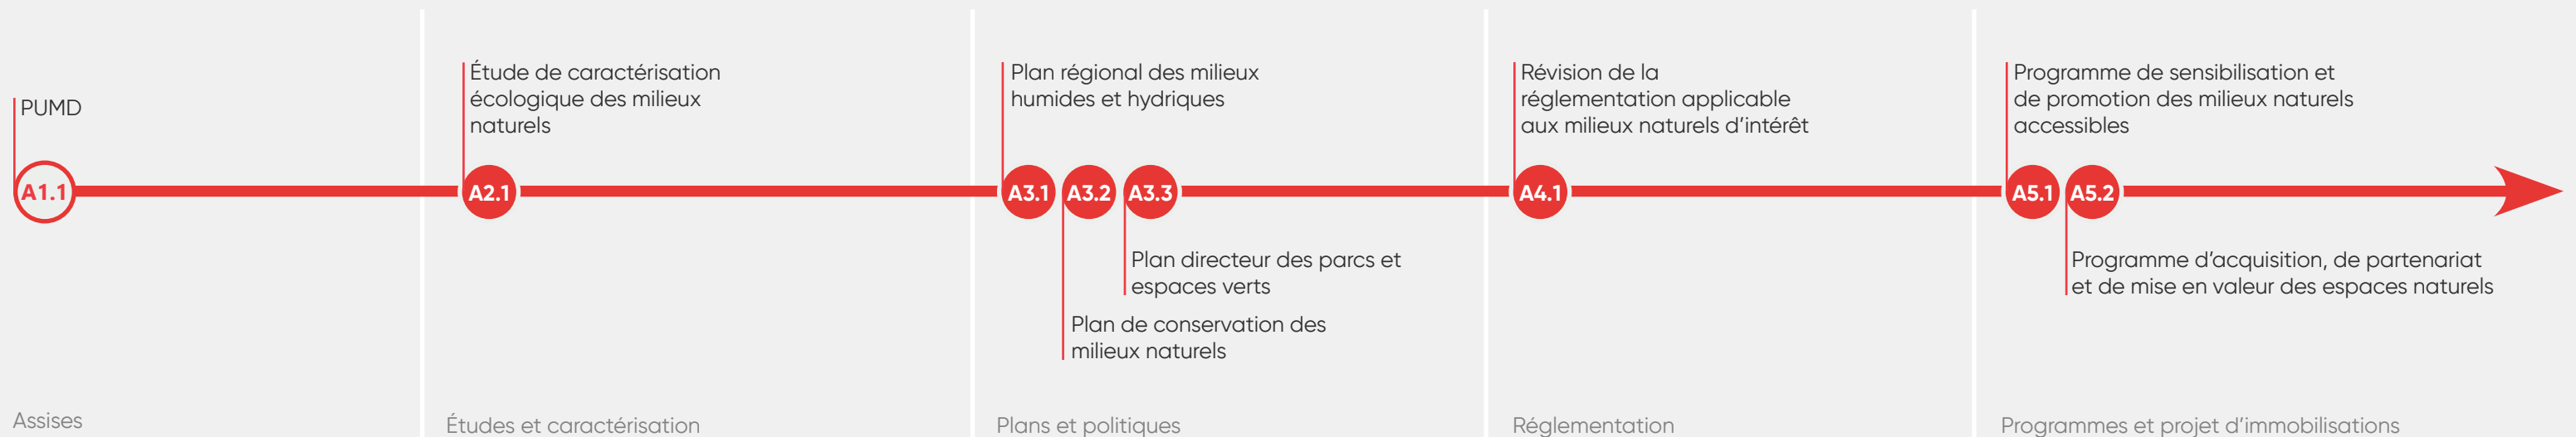 PUMD
A1.1
Assises
Étude de caractérisation
écologique des milieux
naturels
A2.1
Études et caractérisation
Plan régional des milieux
humides et hydriques
A3.1
A3.2
A3.3
Plan directeur des parcs et
espaces verts
Plan de conservation des
milieux naturels
Plans et politiques
Révision de la
réglementation applicable
aux milieux naturels d’intérêt
A4.1
Réglementation
Programme de sensibilisation et
de promotion des milieux naturels
accessibles
A5.1
A5.2
Programme d’acquisition, de partenariat
et de mise en valeur des espaces naturels
Programmes et projet d’immobilisations